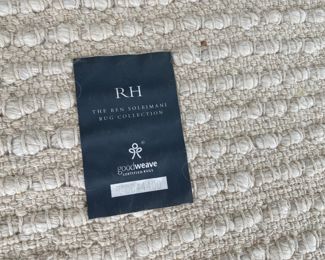 RH
THE BEN SOLEIMANI
RUG COLLECTION
goodweave
CERTIFIED RUGS